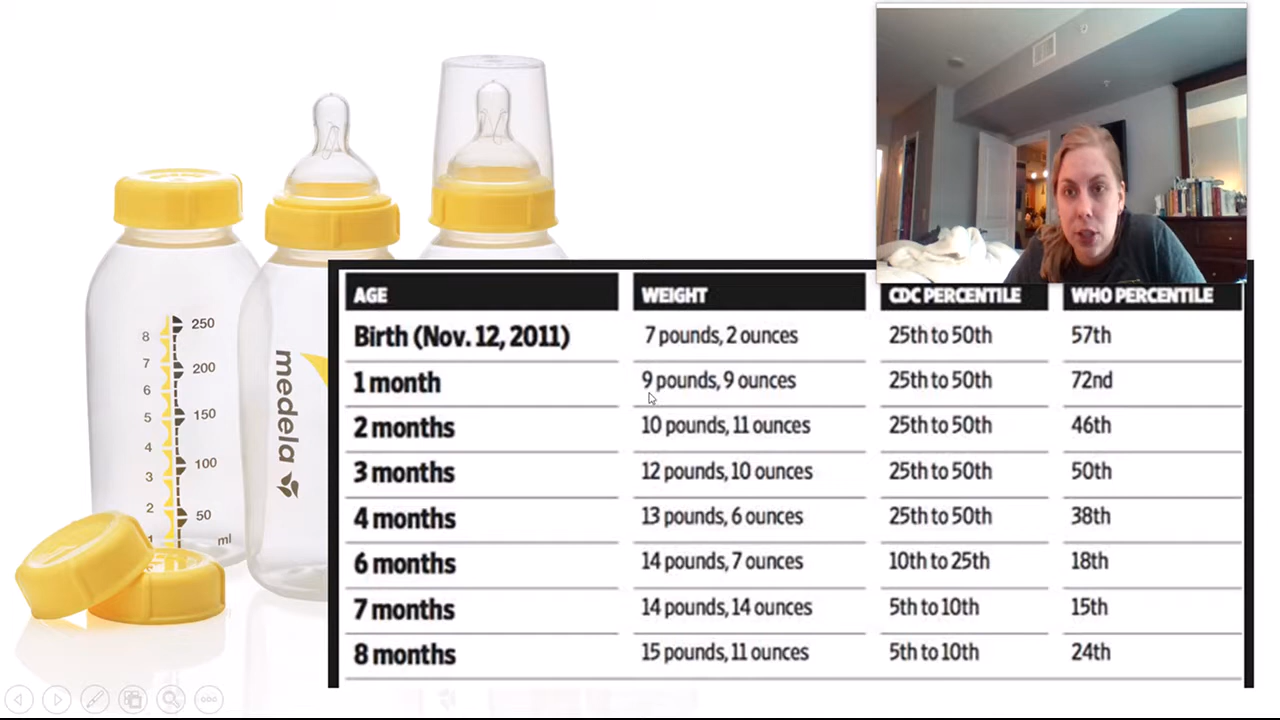 8
7
6
5
4
3
2
250
200
150
100
50
ml
medela
AGE WEIGHT CDC PERCENTILE WHO PERCENTILE
Birth (Nov. 12, 2011) 7 pounds, 2 ounces 25th to 50th 57th
1 month 9 pounds, 9 ounces 25th to 50th 72nd
2 months 10 pounds, 11 ounces 25th to 50th 46th
3 months 12 pounds, 10 ounces 25th to 50th 50th
4 months 13 pounds, 6 ounces 25th to 50th 38th
6 months 14 pounds, 7 ounces 10th to 25th 18th
7 months 14 pounds, 14 ounces 5th to 10th 15th
8 months 15 pounds, 11 ounces 5th to 10th 24th